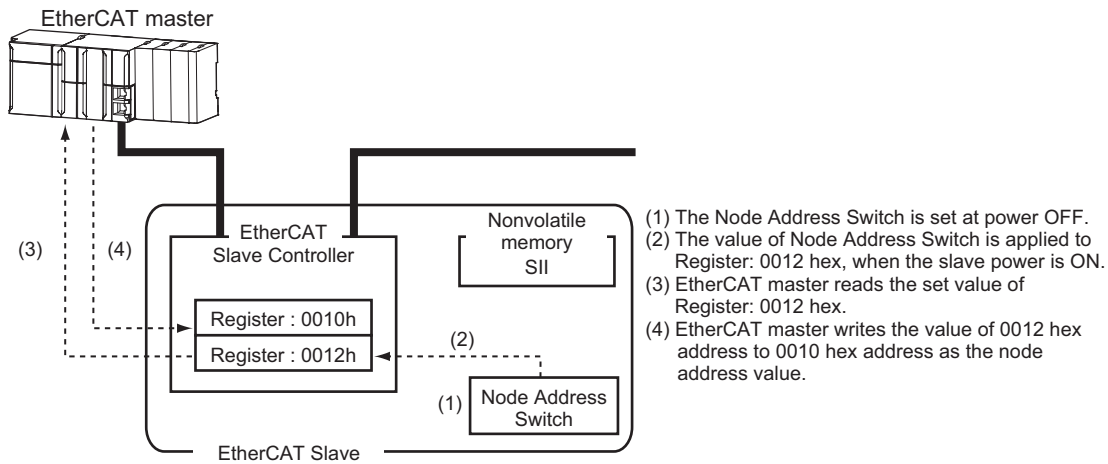 EtherCAT master
(3)
(4)
EtherCAT
Slave Controller
Register : 0010h
Register : 0012h
Nonvolatile
memory
SII
(2)
(1)
Node Address
Switch
EtherCAT Slave
(1) The Node Address Switch is set at power OFF.
(2) The value of Node Address Switch is applied to
Register: 0012 hex, when the slave power is ON.
(3) EtherCAT master reads the set value of
Register: 0012 hex.
(4) EtherCAT master writes the value of 0012 hex
address to 0010 hex address as the node
address value.